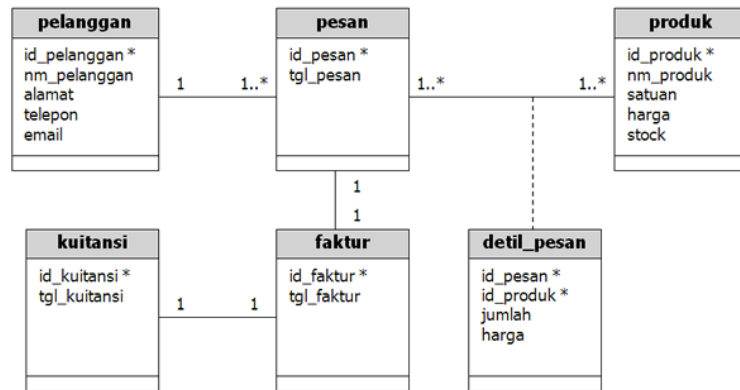 pelanggan
id_pelanggan *
nm_pelanggan
alamat
telepon
email
1
1..*
pesan
id_pesan *
tgl_pesan
1..*
1..*
produk
id_produk *
nm_produk
satuan
harga
stock
1
1
kuitansi
id_kuitansi *
tgl_kuitansi
1
1
faktur
id_faktur *
tgl_faktur
detil_pesan
id_pesan *
id_produk *
jumlah
harga